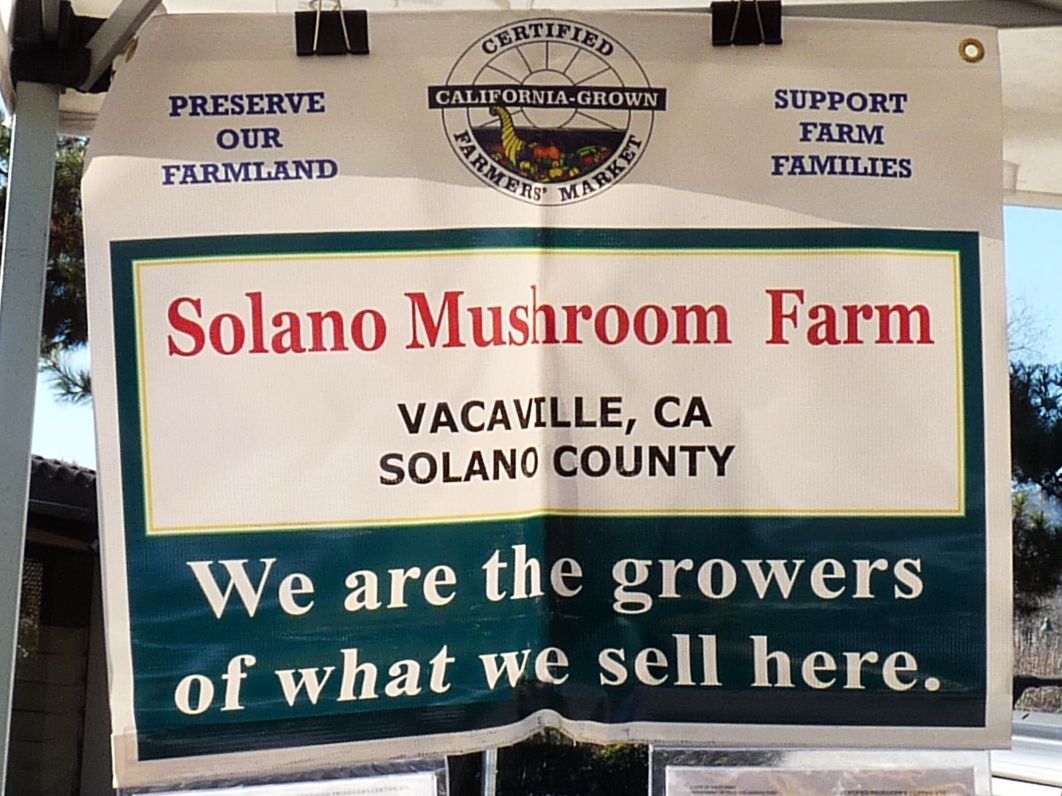 CERTIFIED
CALIFORNIA-GROWN
FARMERS' MARKET
PRESERVE
OUR
FARMLAND
SUPPORT
FARM
FAMILIES
Solano Mushroom Farm
VACAVILLE, CA
SOLANO COUNTY
We are the growers
of what we sell here.